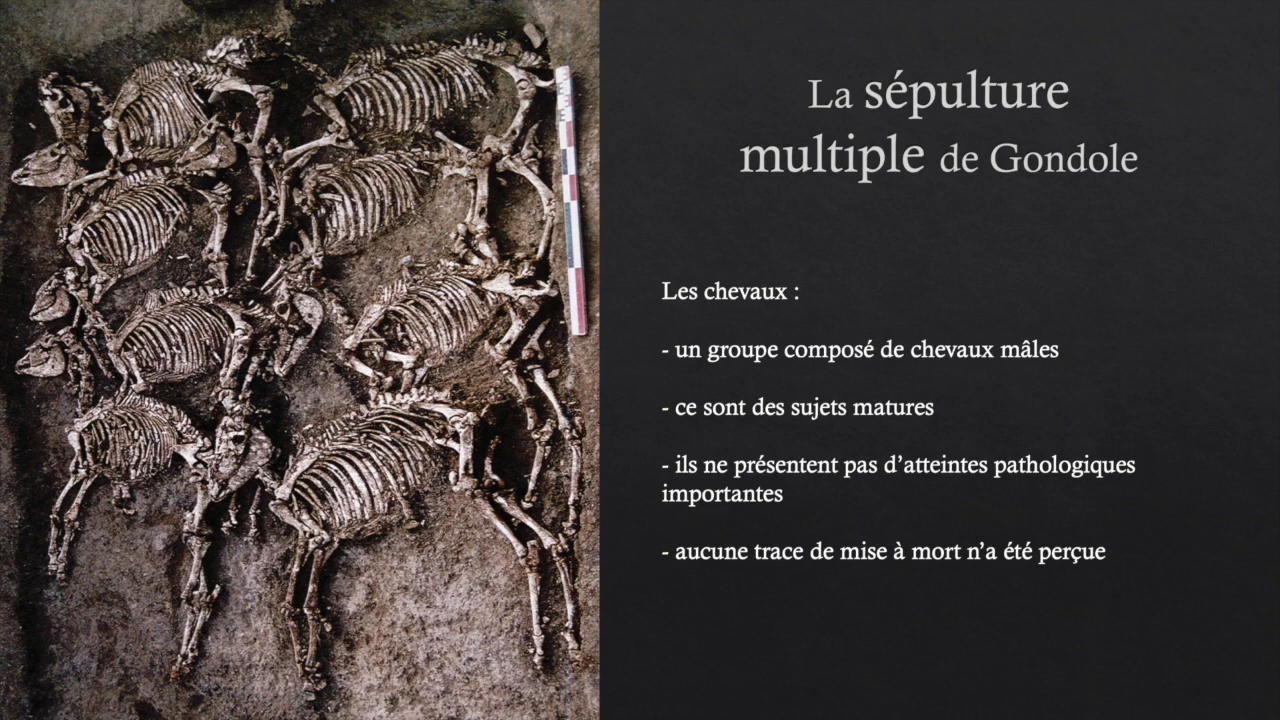 La sépulture
multiple de Gondole
Les chevaux :
- un groupe composé de chevaux mâles
- ce sont des sujets matures
- ils ne présentent pas d’atteintes pathologiques
importantes
- aucune trace de mise à mort n’a été perçue